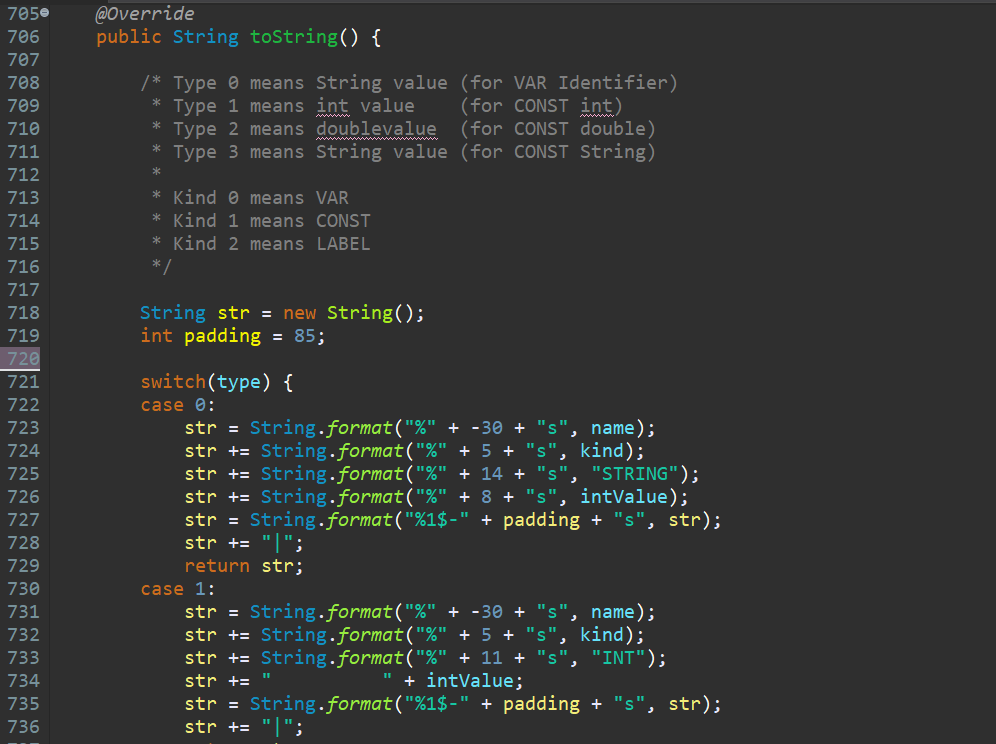 705 @Override
706 public String toString() {
707
708 /* Type 0 means String value (for VAR Identifier)
709 * Type 1 means int value    (for CONST int)
710 * Type 2 means doublevalue  (for CONST double)
711 * Type 3 means String value (for CONST String)
712 *
713 * Kind 0 means VAR
714 * Kind 1 means CONST
715 * Kind 2 means LABEL
716 */
717
718 String str = new String();
719 int padding = 85;
720
721 switch(type) {
722 case 0:
723     str = String.format("%" + -30 + "s", name);
724     str += String.format("%" + 5 + "s", kind);
725     str += String.format("%" + 14 + "s", "STRING");
726     str += String.format("%" + 8 + "s", intValue);
727     str = String.format("%1$-" + padding + "s", str);
728     str += "|";
729     return str;
730 case 1:
731     str = String.format("%" + -30 + "s", name);
732     str += String.format("%" + 5 + "s", kind);
733     str += String.format("%" + 11 + "s", "INT");
734     str += "          " + intValue;
735     str = String.format("%1$-" + padding + "s", str);
736     str += "|";